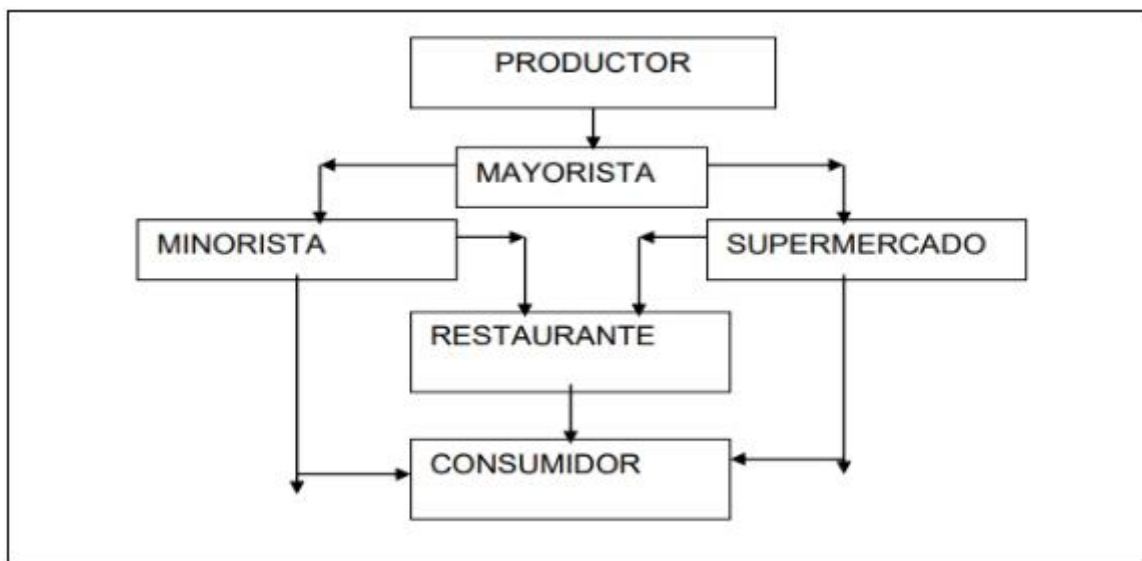 PRODUCTOR
MAYORISTA
MINORISTA
SUPERMERCADO
RESTAURANTE
CONSUMIDOR